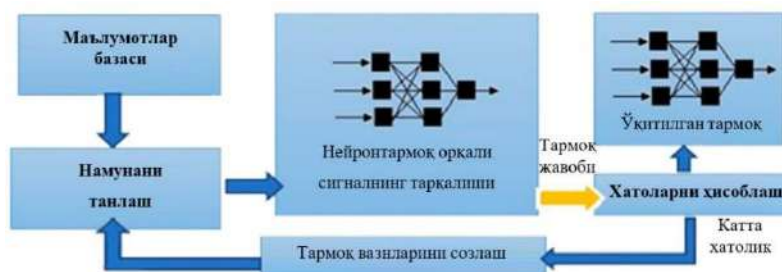 Маълумотлар
базаси
Намунани
танлаш
Нейронтармоқ орқали
сигналнинг тарқалиши
Тармоқ
жавоби
Ўқитилган тармоқ
Хатоларни ҳисоблаш
Катта
хатолик
Тармоқ вазнларини созлаш